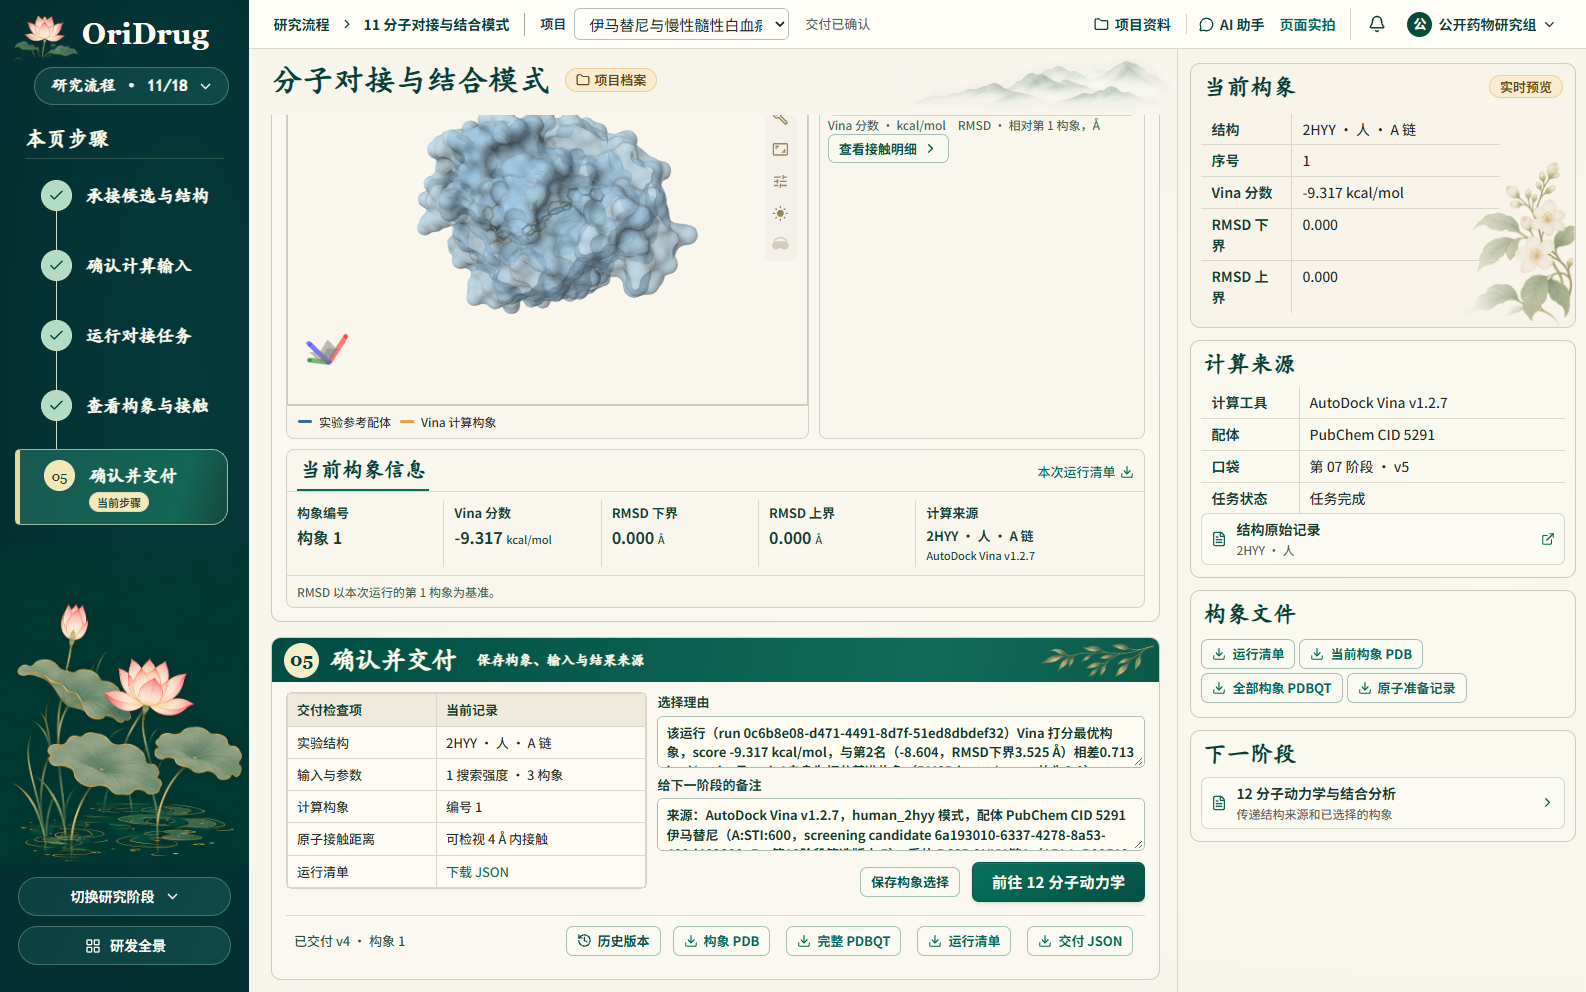 OriDrug
研究流程 • 11/18
本页步骤
承接候选与结构
确认计算输入
运行对接任务
查看构象与接触
05 确认并交付
当前步骤
切换研究阶段
研发全景
研究流程 > 11 分子对接与结合模式
项目 伊马替尼与慢性髓性白血病
交付已确认
项目资料
AI 助手
页面实拍
公 公开药物研究组
分子对接与结合模式
项目档案
Vina 分数 • kcal/mol RMSD • 相对第 1 构象，Å
查看接触明细
实验参考配体 Vina 计算构象
当前构象信息
本次运行清单
构象编号 Vina 分数 RMSD 下界 RMSD 上界 计算来源
构象 1 -9.317 kcal/mol 0.000 Å 0.000 Å 2HYY • 人 • A 链
AutoDock Vina v1.2.7
RMSD 以本次运行的第 1 构象为基准。
05 确认并交付 保存构象、输入与结果来源
交付检查项 当前记录
实验结构 2HYY • 人 • A 链
输入与参数 1 搜索强度 • 3 构象
计算构象 编号 1
原子接触距离 可检视 4 Å 内接触
运行清单 下载 JSON
选择理由
该运行（run 0c6b8e08-d471-4491-8d7f-51ed8dbdef32）Vina 打分最优构
象，score -9.317 kcal/mol，与第2名（-8.604，RMSD下界3.525 Å）相差0.713
给下一阶段的备注
来源：AutoDock Vina v1.2.7，human_2hyy 模式，配体 PubChem CID 5291
伊马替尼（A:STI:600，screening candidate 6a193010-6337-4278-8a53-
保存构象选择
前往 12 分子动力学
已交付 v4 • 构象 1
历史版本
构象 PDB
完整 PDBQT
运行清单
交付 JSON
当前构象
实时预览
结构 2HYY • 人 • A 链
序号 1
Vina 分数 -9.317 kcal/mol
RMSD 下界 0.000
RMSD 上界 0.000
计算来源
计算工具 AutoDock Vina v1.2.7
配体 PubChem CID 5291
口袋 第 07 阶段 • v5
任务状态 任务完成
结构原始记录
2HYY • 人
构象文件
运行清单
当前构象 PDB
全部构象 PDBQT
原子准备记录
下一阶段
12 分子动力学与结合分析
传递结构来源和已选择的构象